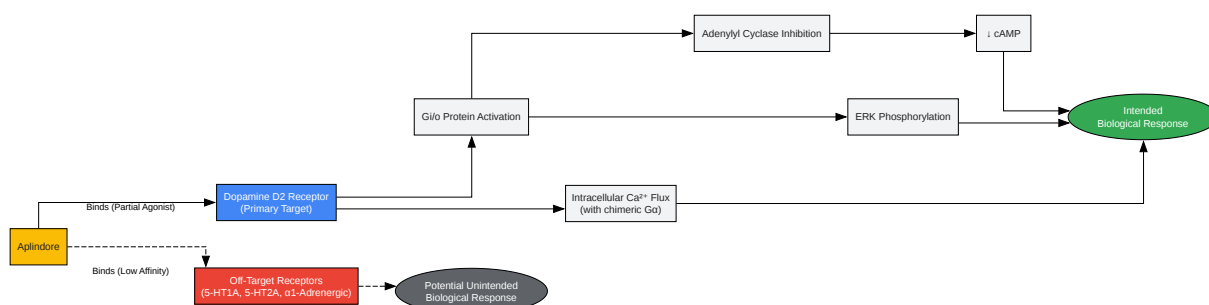 Adenylyl Cyclase Inhibition
↓ cAMP
Gi/o Protein Activation
ERK Phosphorylation
Intended
Biological Response
Dopamine D2 Receptor
(Primary Target)
Intracellular Ca²⁺ Flux
(with chimeric Gα)
Binds (Partial Agonist)
Aplindore
Binds (Low Affinity)
Off-Target Receptors
(5-HT1A, 5-HT2A, α1-Adrenergic)
Potential Unintended
Biological Response